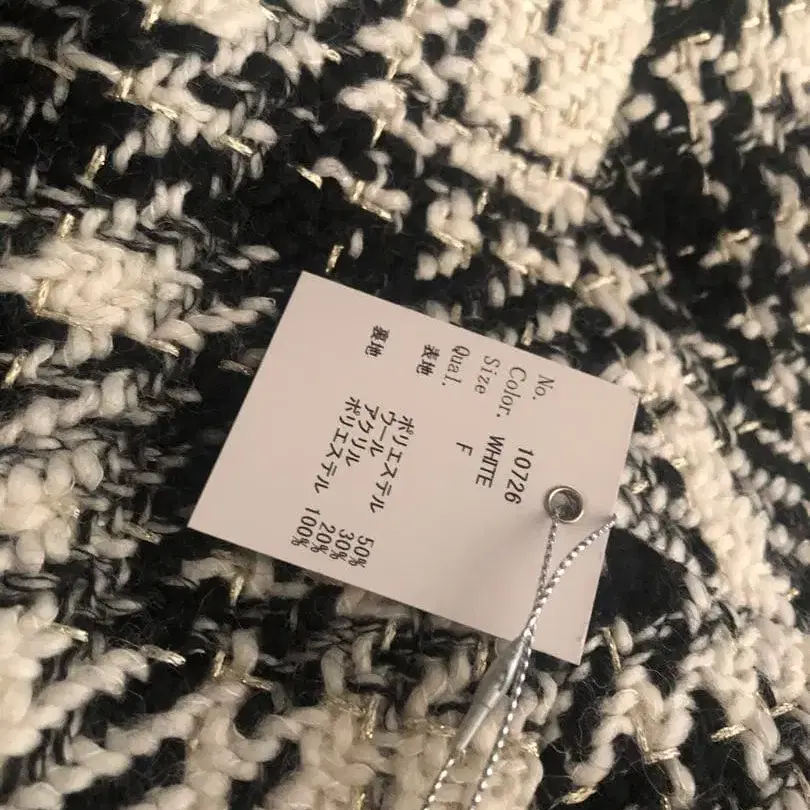 No. 10726
Color. WHITE
Size F
Qual.
表地 ポリエステル 50%
ウール 30%
アクリル 20%
裏地 ポリエステル 100%